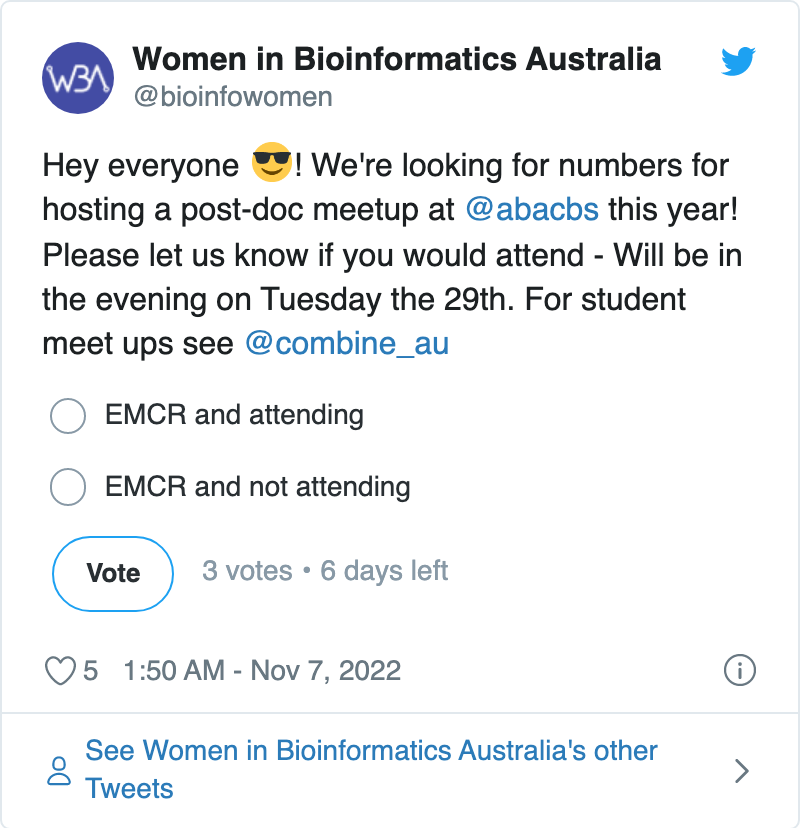 WBA
Women in Bioinformatics Australia
@bioinfowomen
Hey everyone 😎! We're looking for numbers for
hosting a post-doc meetup at @abacbs this year!
Please let us know if you would attend - Will be in
the evening on Tuesday the 29th. For student
meet ups see @combine_au
EMCR and attending
EMCR and not attending
Vote 3 votes • 6 days left
5 1:50 AM - Nov 7, 2022
See Women in Bioinformatics Australia's other
Tweets